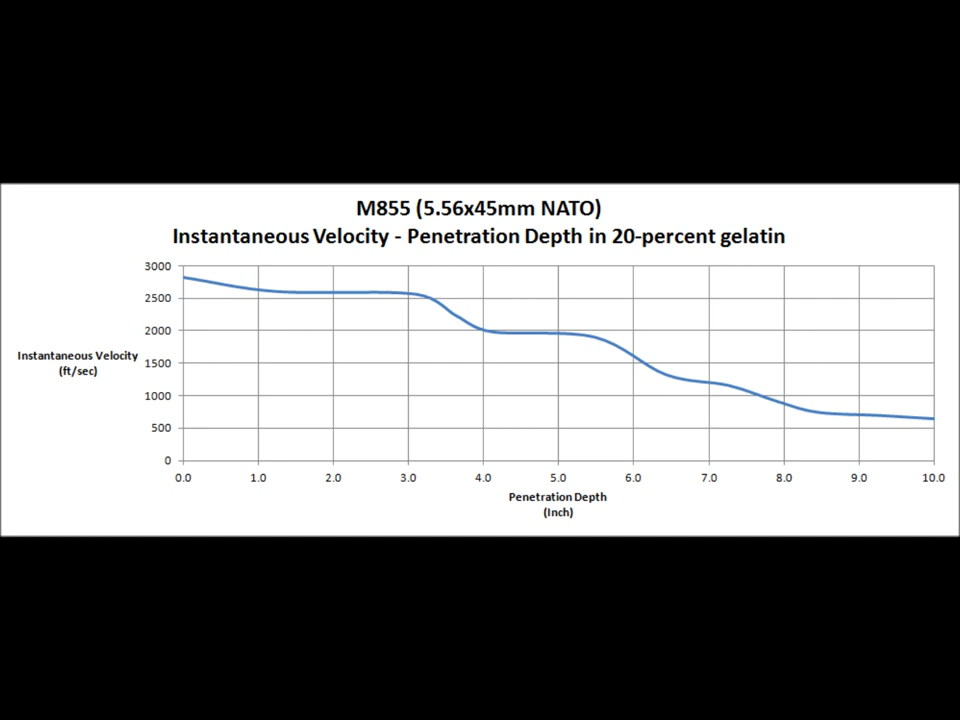 M855 (5.56x45mm NATO)
Instantaneous Velocity - Penetration Depth in 20-percent gelatin
3000
2500
2000
1500
1000
500
0
Instantaneous Velocity
(ft/sec)
0.0 1.0 2.0 3.0 4.0 5.0 6.0 7.0 8.0 9.0 10.0
Penetration Depth
(Inch)